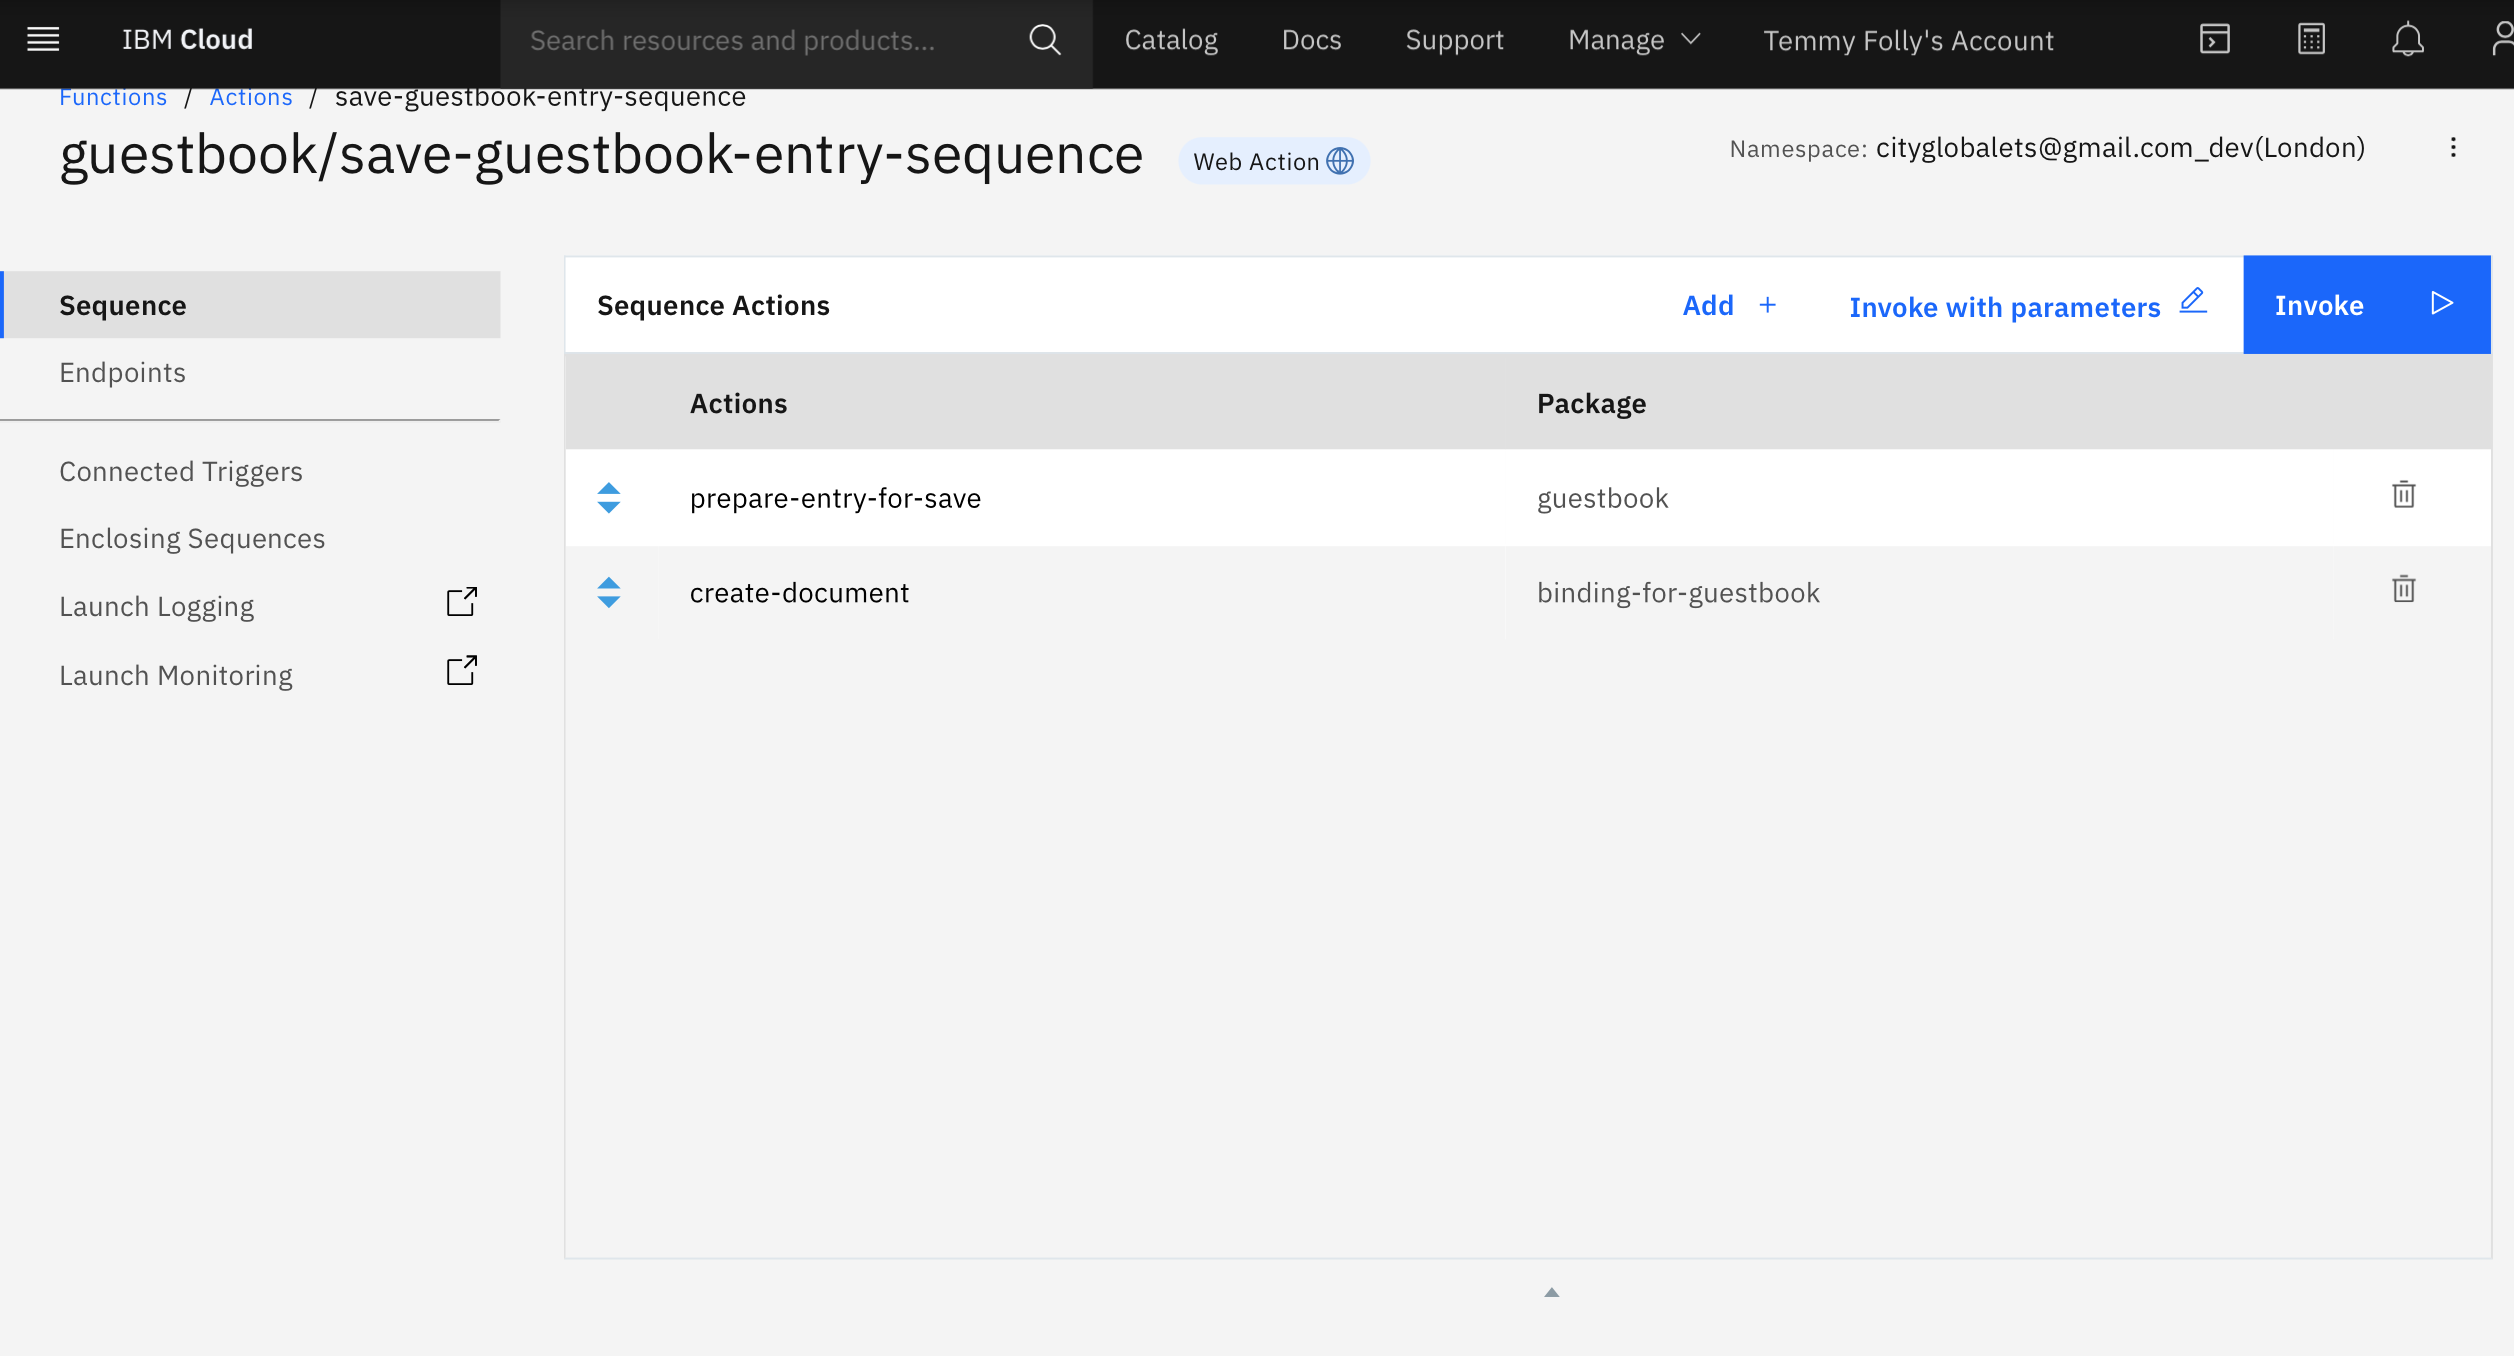 IBM Cloud
Search resources and products...
Catalog
Docs
Support
Manage
Temmy Folly's Account
Functions / Actions / save-guestbook-entry-sequence
guestbook/save-guestbook-entry-sequence
Web Action
Namespace: cityglobalets@gmail.com_dev(London)
Sequence
Endpoints
Connected Triggers
Enclosing Sequences
Launch Logging
Launch Monitoring
Sequence Actions
Add +
Invoke with parameters
Invoke
Actions Package
prepare-entry-for-save guestbook
create-document binding-for-guestbook